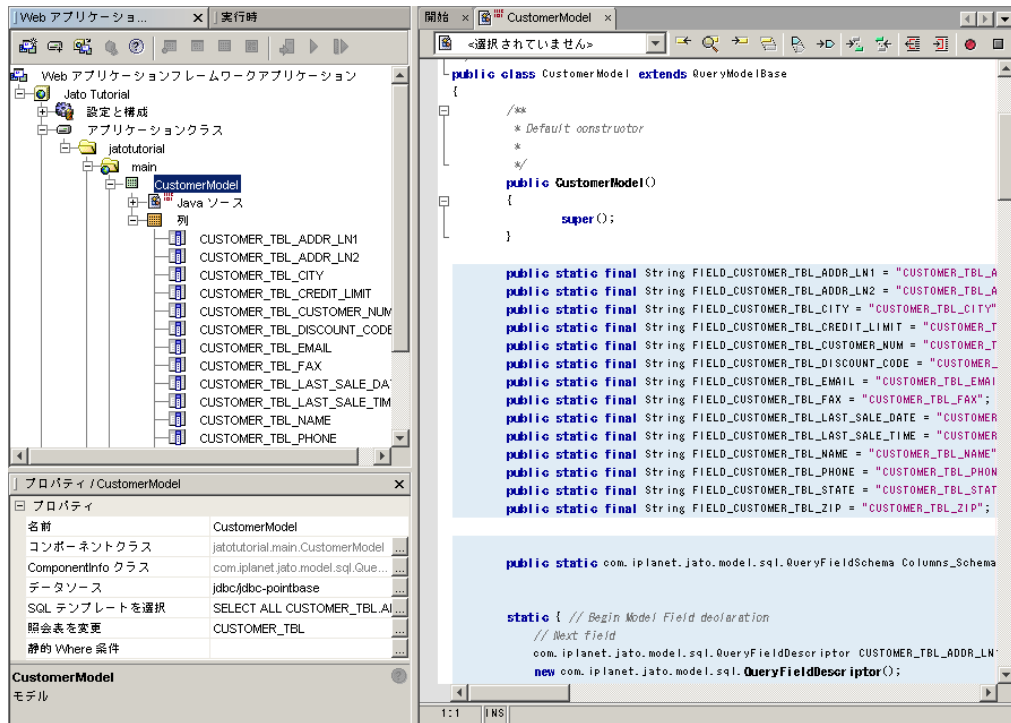 Web アプリケーショ...
実行時
Web アプリケーションフレームワークアプリケーション
Jato Tutorial
設定と構成
アプリケーションクラス
jatotutorial
main
CustomerModel
Java ソース
列
CUSTOMER_TBL_ADDR_LN1
CUSTOMER_TBL_ADDR_LN2
CUSTOMER_TBL_CITY
CUSTOMER_TBL_CREDIT_LIMIT
CUSTOMER_TBL_CUSTOMER_NUM
CUSTOMER_TBL_DISCOUNT_CODE
CUSTOMER_TBL_EMAIL
CUSTOMER_TBL_FAX
CUSTOMER_TBL_LAST_SALE_DA
CUSTOMER_TBL_LAST_SALE_TIM
CUSTOMER_TBL_NAME
CUSTOMER_TBL_PHONE
プロパティ / CustomerModel
プロパティ
名前 CustomerModel
コンポーネントクラス jatotutorial.main.CustomerModel ...
ComponentInfo クラス com.iplanet.jato.model.sql.Que... ...
データソース jdbc/jdbc-pointbase ...
SQL テンプレートを選択 SELECT ALL CUSTOMER_TBL.A ...
照会表を変更 CUSTOMER_TBL ...
静的 Where 条件 ...
CustomerModel
モデル
開始
CustomerModel
<選択されていません>
public class CustomerModel extends QueryModelBase
{
/**
* Default constructor
*
*/
public CustomerModel()
{
super();
}
public static final String FIELD_CUSTOMER_TBL_ADDR_LN1 = "CUSTOMER_TBL_A
public static final String FIELD_CUSTOMER_TBL_ADDR_LN2 = "CUSTOMER_TBL_A
public static final String FIELD_CUSTOMER_TBL_CITY = "CUSTOMER_TBL_CITY"
public static final String FIELD_CUSTOMER_TBL_CREDIT_LIMIT = "CUSTOMER_T
public static final String FIELD_CUSTOMER_TBL_CUSTOMER_NUM = "CUSTOMER_T
public static final String FIELD_CUSTOMER_TBL_DISCOUNT_CODE = "CUSTOMER_
public static final String FIELD_CUSTOMER_TBL_EMAIL = "CUSTOMER_TBL_EMAI
public static final String FIELD_CUSTOMER_TBL_FAX = "CUSTOMER_TBL_FAX";
public static final String FIELD_CUSTOMER_TBL_LAST_SALE_DATE = "CUSTOMER
public static final String FIELD_CUSTOMER_TBL_LAST_SALE_TIME = "CUSTOMER
public static final String FIELD_CUSTOMER_TBL_NAME = "CUSTOMER_TBL_NAME"
public static final String FIELD_CUSTOMER_TBL_PHONE = "CUSTOMER_TBL_PHON
public static final String FIELD_CUSTOMER_TBL_STATE = "CUSTOMER_TBL_STAT
public static final String FIELD_CUSTOMER_TBL_ZIP = "CUSTOMER_TBL_ZIP";
public static com.iplanet.jato.model.sql.QueryFieldSchema Columns_Schema
static { // Begin Model Field declaration
// Next field
com.iplanet.jato.model.sql.QueryFieldDescriptor CUSTOMER_TBL_ADDR_LN
new com.iplanet.jato.model.sql.QueryFieldDescriptor();
1:1 INS